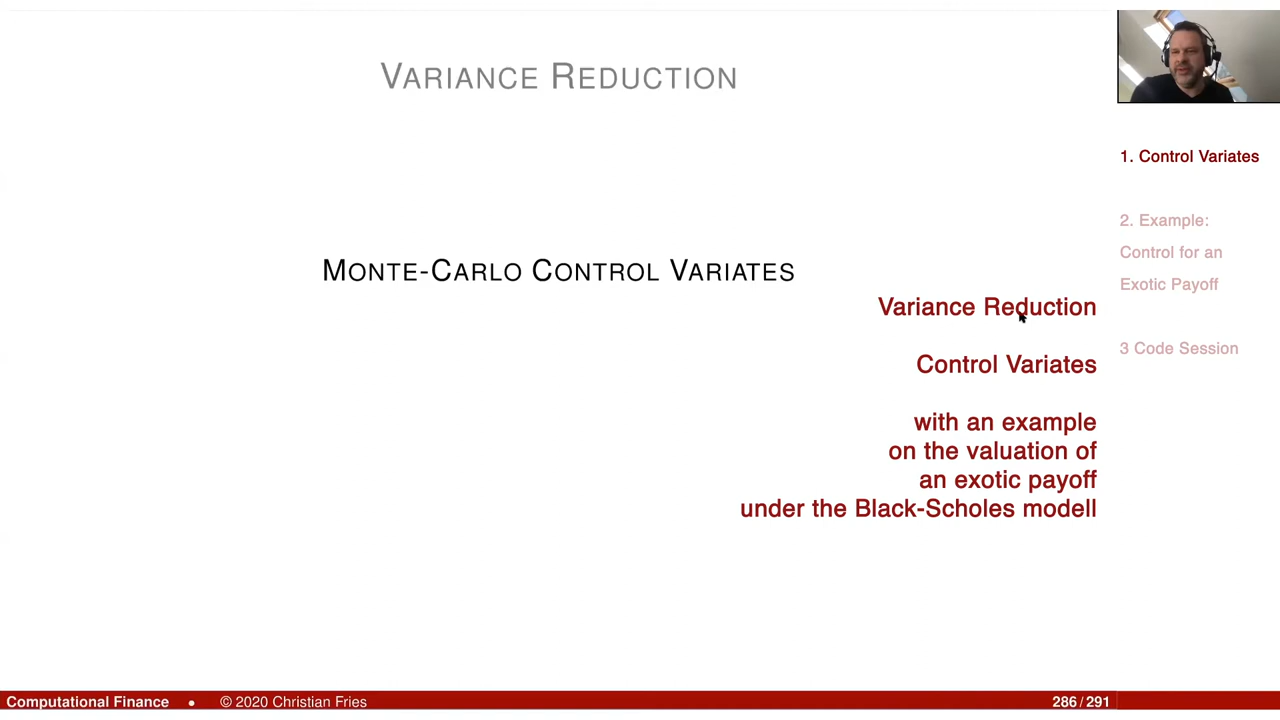 VARIANCE REDUCTION
MONTE-CARLO CONTROL VARIATES
Variance Reduction
Control Variates
with an example
on the valuation of
an exotic payoff
under the Black-Scholes modell
1. Control Variates
2. Example:
Control for an
Exotic Payoff
3 Code Session
Computational Finance • © 2020 Christian Fries 286 / 291